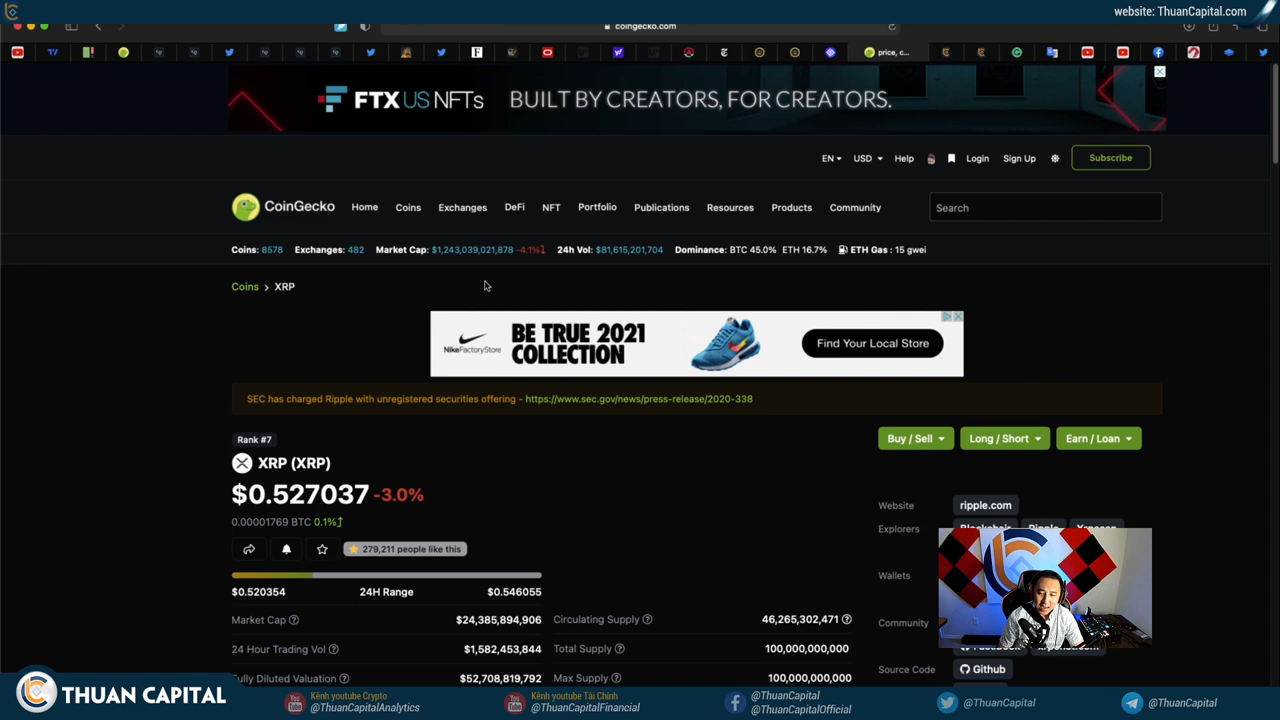 website: ThuanCapital.com
coingecko.com
price, c...
FTX US NFTs BUILT BY CREATORS, FOR CREATORS.
EN USD Help Login Sign Up Subscribe
CoinGecko Home Coins Exchanges DeFi NFT Portfolio Publications Resources Products Community Search
Coins: 8578 Exchanges: 482 Market Cap: $1,243,039,021,878 -4.1% 24h Vol: $81,615,201,704 Dominance: BTC 45.0% ETH 16.7% ETH Gas : 15 gwei
Coins > XRP
NikeFactoryStore
BE TRUE 2021
COLLECTION
Find Your Local Store
SEC has charged Ripple with unregistered securities offering - https://www.sec.gov/news/press-release/2020-338
Rank #7
Buy / Sell Long / Short Earn / Loan
XRP (XRP)
$0.527037 -3.0%
0.00001769 BTC 0.1%
279,211 people like this
$0.520354 24H Range $0.546055
Market Cap $24,385,894,906
24 Hour Trading Vol $1,582,453,844
Fully Diluted Valuation $52,708,819,792
Circulating Supply 46,265,302,471
Total Supply 100,000,000,000
Max Supply 100,000,000,000
Website ripple.com
Explorers Blockchair Ripple
Wallets
Community
Source Code Github
THUAN CAPITAL
Kênh youtube Crypto
@ThuanCapitalAnalytics
Kênh youtube Tài Chính
@ThuanCapitalFinancial
@ThuanCapital
@ThuanCapitalOfficial
@ThuanCapital
@ThuanCapital